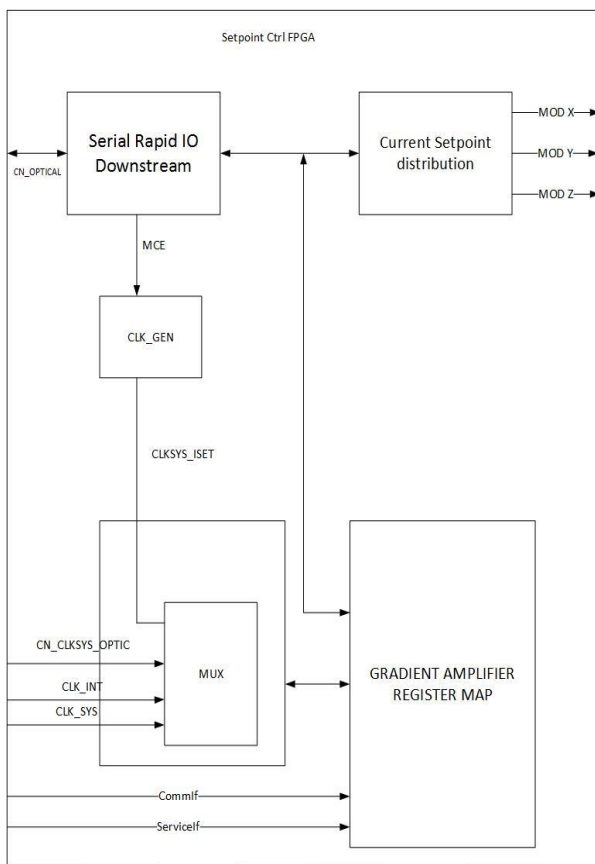 Setpoint Ctrl FPGA
Serial Rapid IO
Downstream
Current Setpoint
distribution
MOD X
MOD Y
MOD Z
CN_OPTICAL
MCE
CLK_GEN
CLKSYS_ISET
CN_CLKSYS_OPTIC
CLK_INT
CLK_SYS
MUX
GRADIENT AMPLIFIER
REGISTER MAP
CommIf
ServiceIf